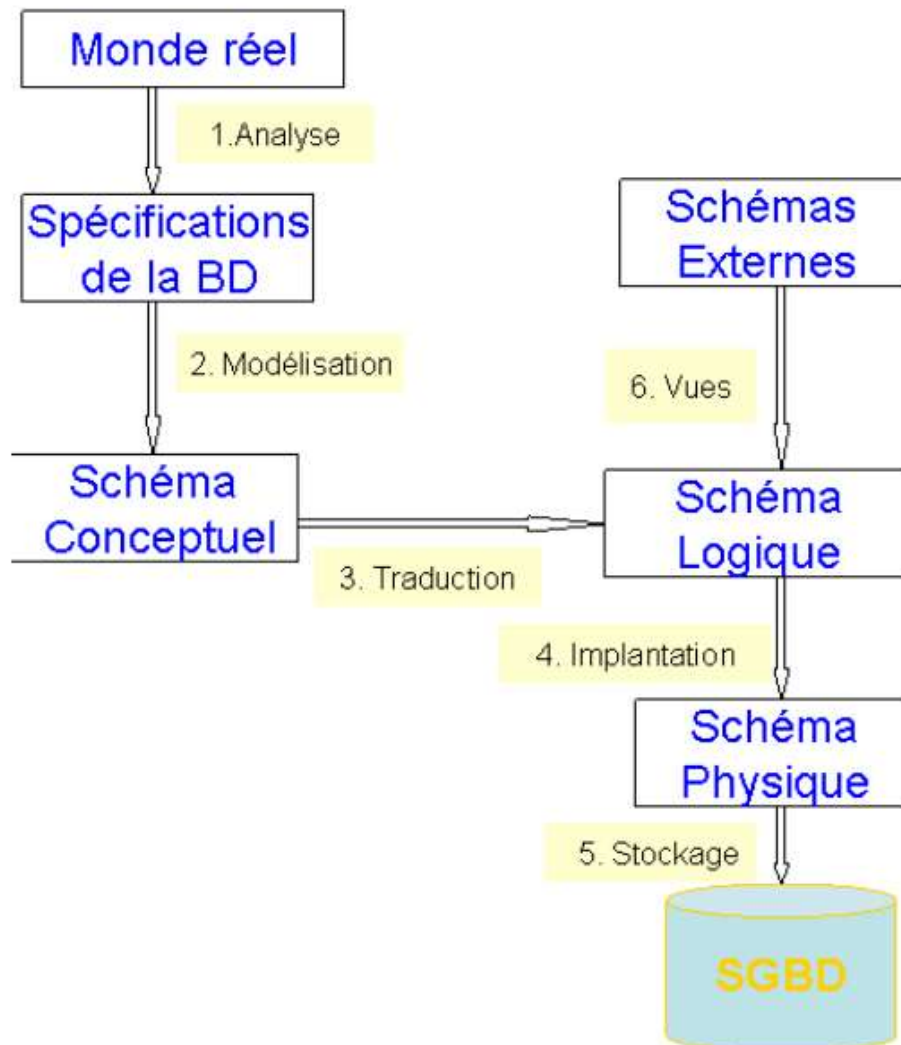 Monde réel
1.Analyse
Spécifications
de la BD
2. Modélisation
Schéma
Conceptuel
3. Traduction
Schémas
Externes
6. Vues
Schéma
Logique
4. Implantation
Schéma
Physique
5. Stockage
SGBD